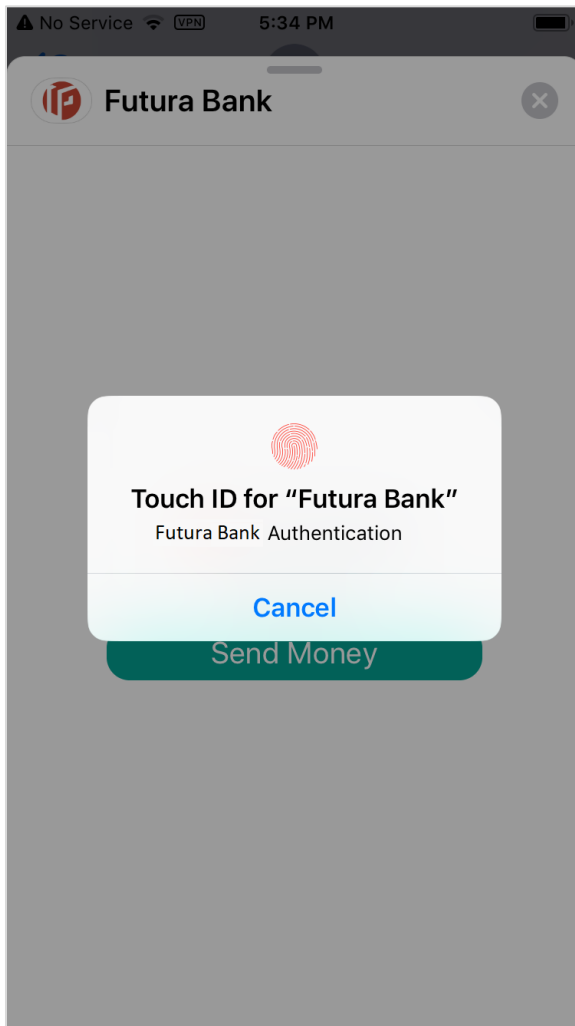 No Service VPN 5:34 PM
Futura Bank
Touch ID for “Futura Bank”
Futura Bank Authentication
Cancel
Send Money